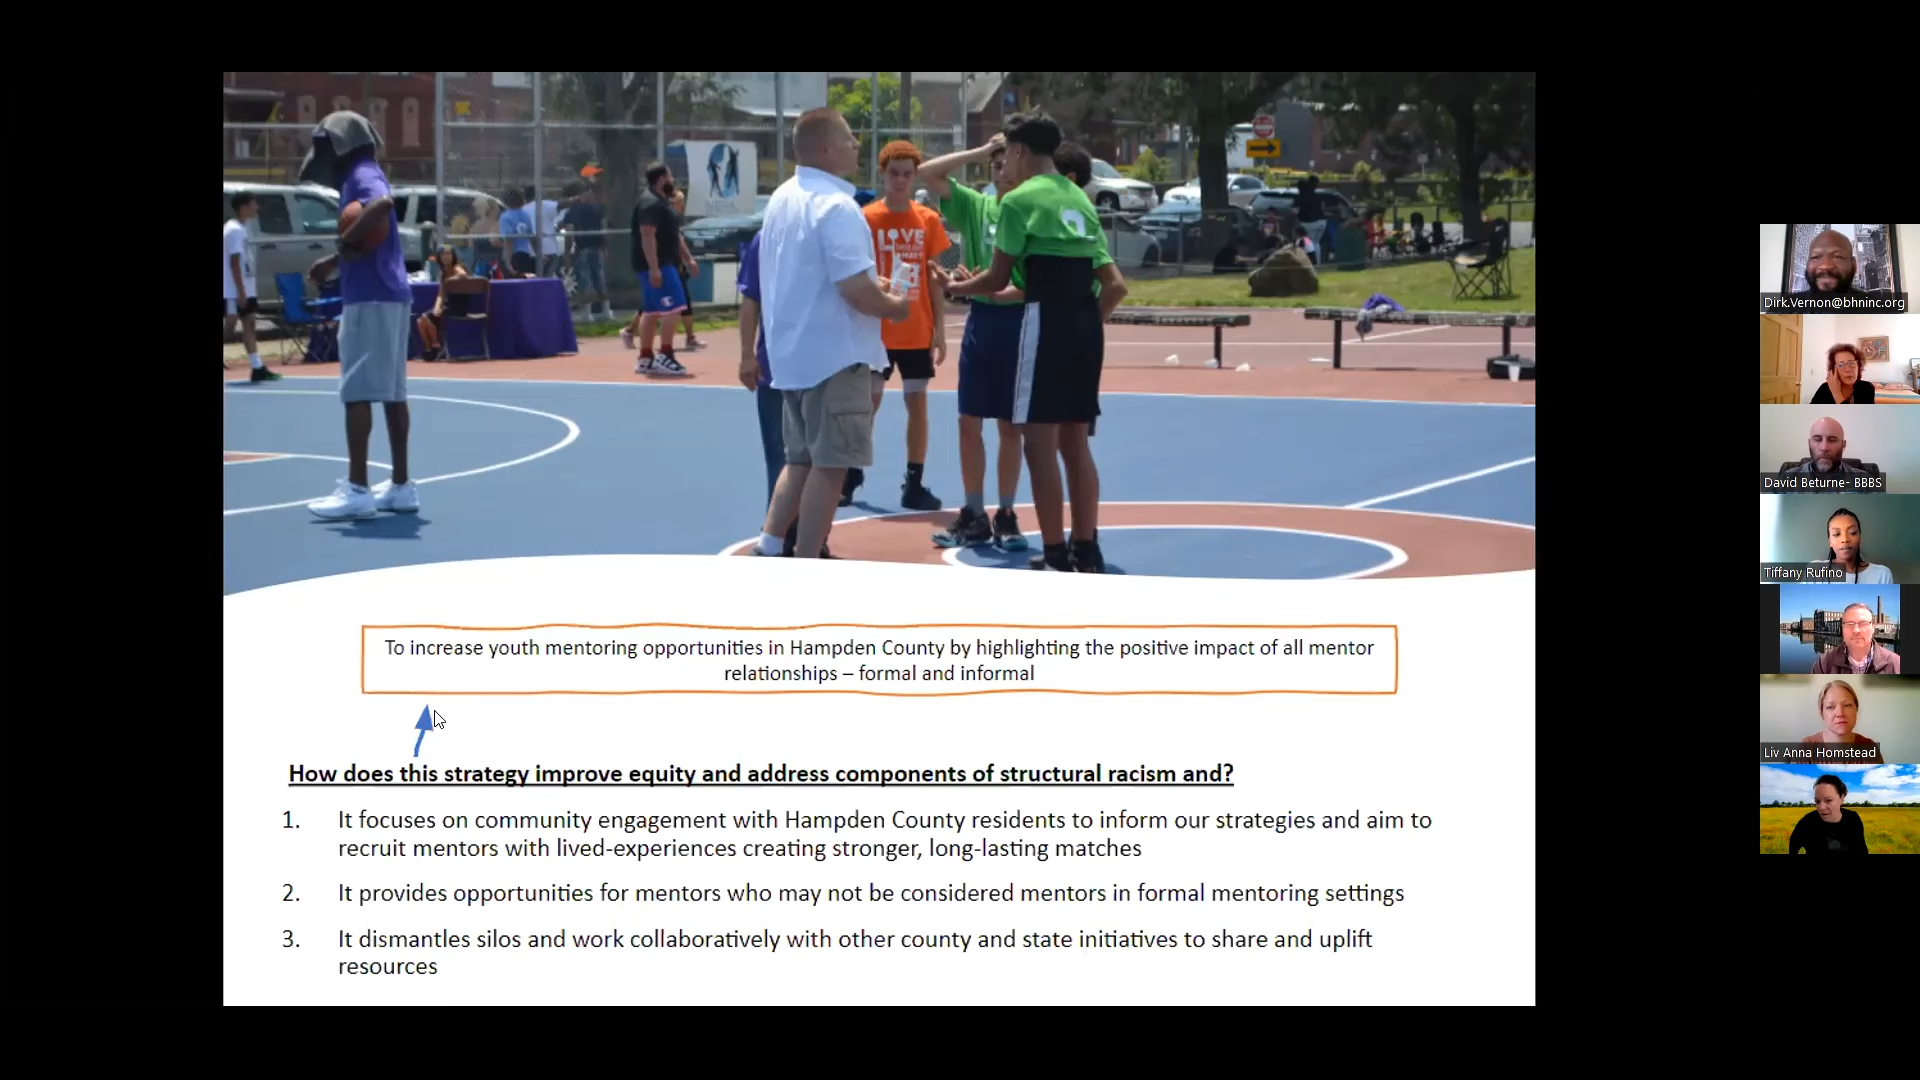 LOVE
To increase youth mentoring opportunities in Hampden County by highlighting the positive impact of all mentor
relationships – formal and informal
How does this strategy improve equity and address components of structural racism and?
1. It focuses on community engagement with Hampden County residents to inform our strategies and aim to
recruit mentors with lived-experiences creating stronger, long-lasting matches
2. It provides opportunities for mentors who may not be considered mentors in formal mentoring settings
3. It dismantles silos and work collaboratively with other county and state initiatives to share and uplift
resources
Dirk.Vernon@bhninc.org
David Beturne- BBBS
Tiffany Rufino
Liv Anna Homstead